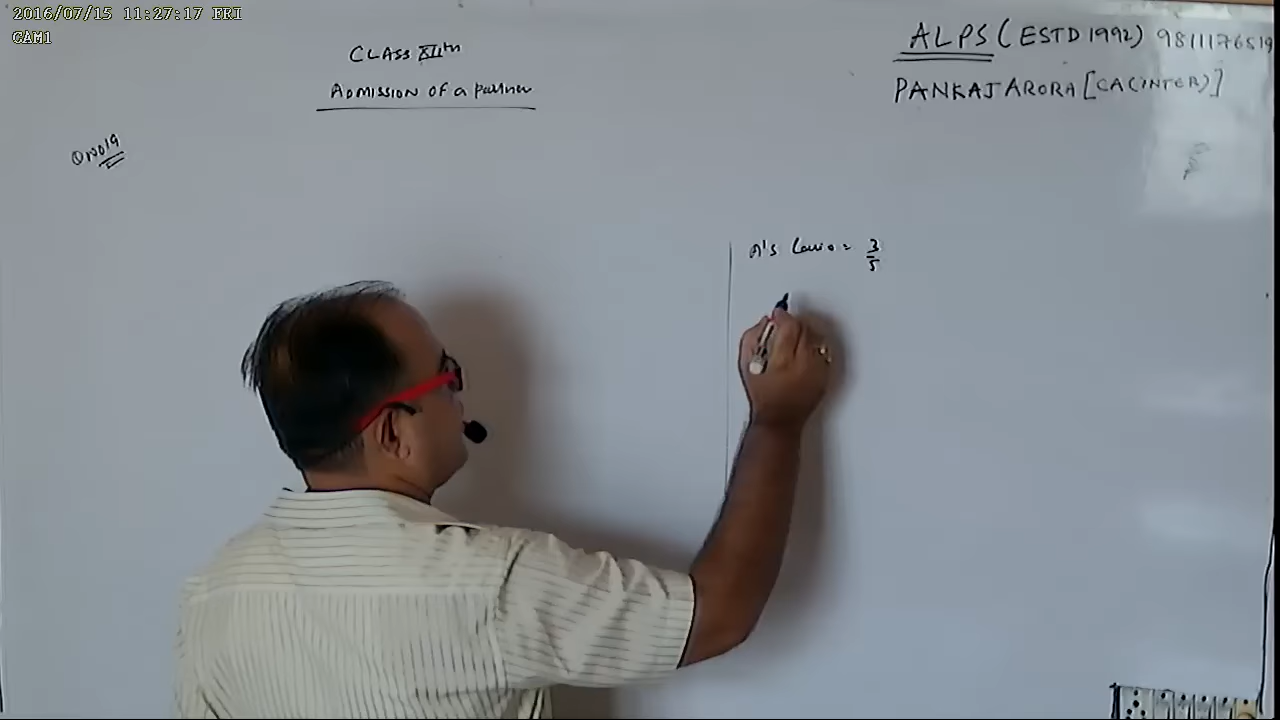 2016/07/15 11:27:17 FRI
CAM1
CLASS XIIth
ADMISSION OF a Partner
ALPS (ESTD 1992) 9811176519
PANKAJ ARORA [CA(INTER)]
Q NO 19
A's = 3/5